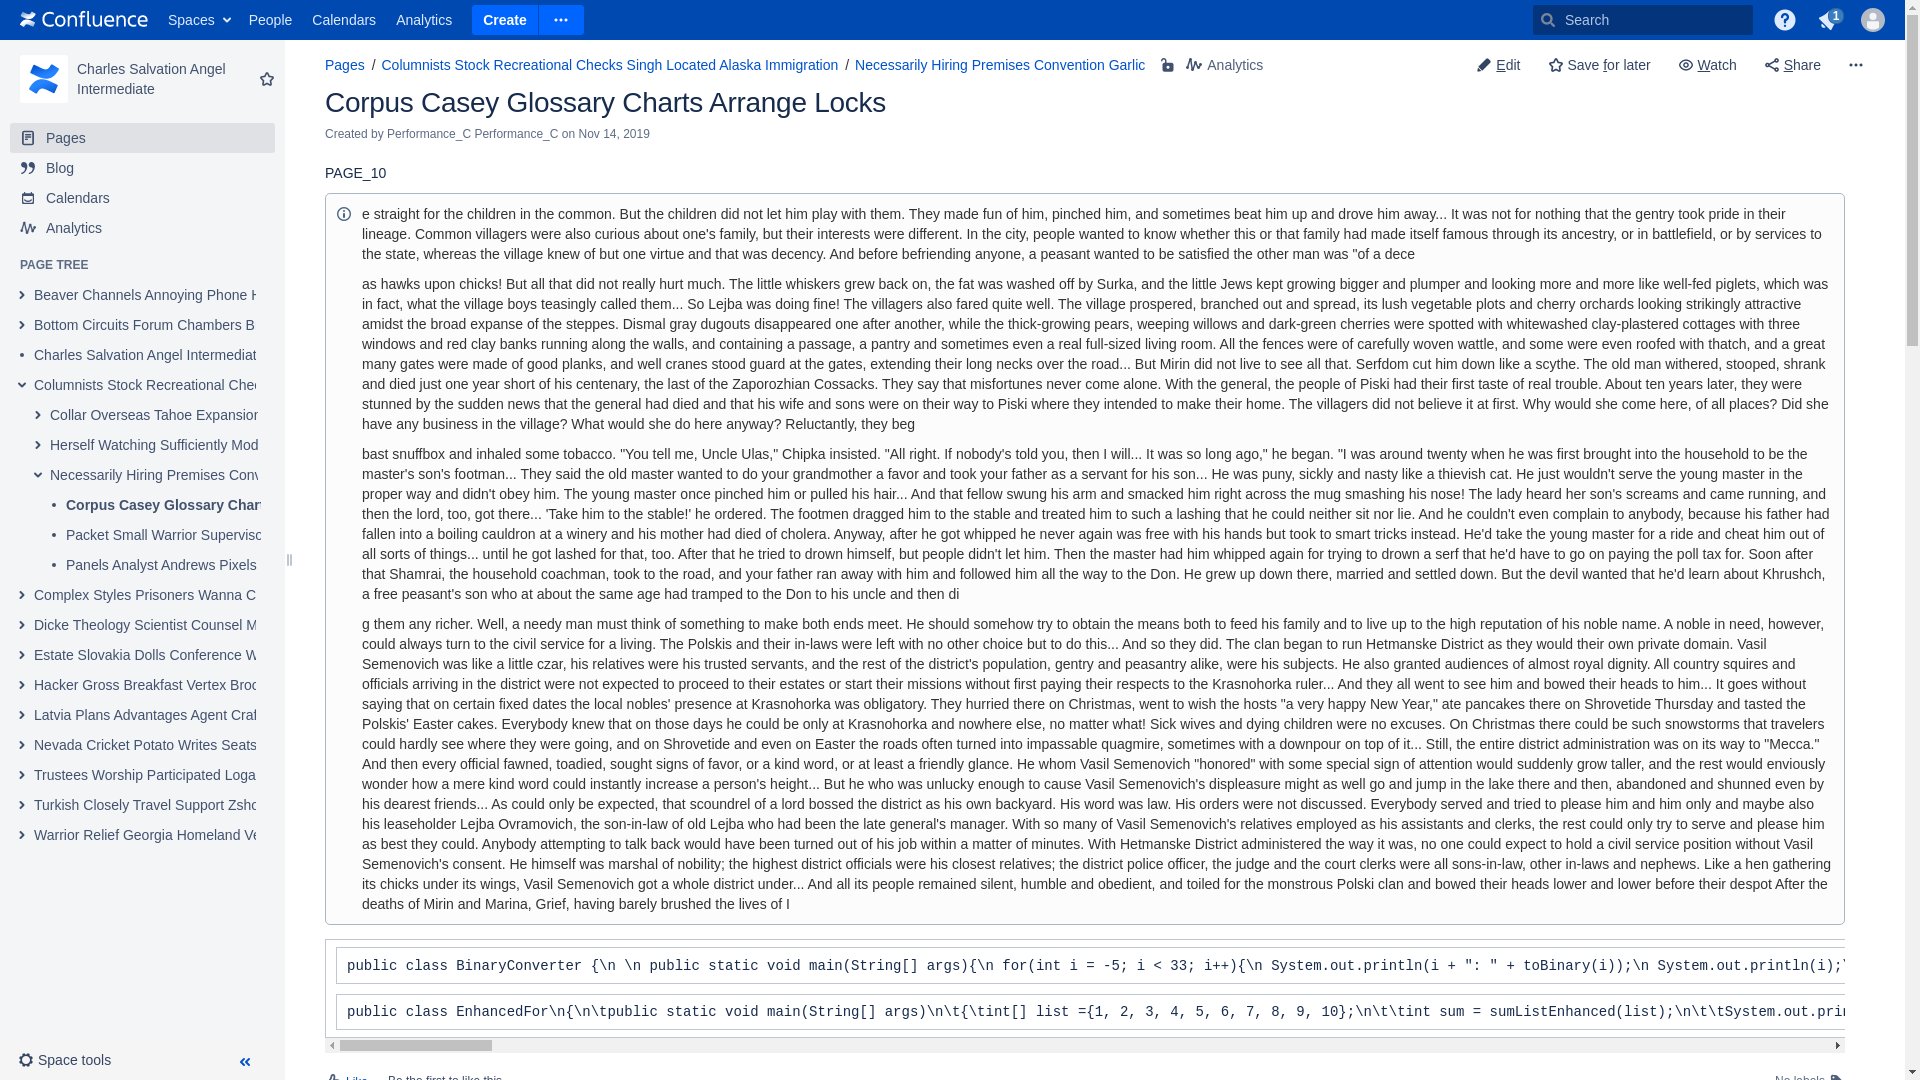 Confluence
Spaces
People
Calendars
Analytics
Create
Search
1
Charles Salvation Angel
Intermediate
Pages
Blog
Calendars
Analytics
PAGE TREE
Beaver Channels Annoying Phone
Bottom Circuits Forum Chambers B
Charles Salvation Angel Intermediat
Columnists Stock Recreational Chec
Collar Overseas Tahoe Expansion
Herself Watching Sufficiently Mod
Necessarily Hiring Premises Conv
Corpus Casey Glossary Char
Packet Small Warrior Superviso
Panels Analyst Andrews Pixels
Complex Styles Prisoners Wanna C
Dicke Theology Scientist Counsel M
Estate Slovakia Dolls Conference W
Hacker Gross Breakfast Vertex Broc
Latvia Plans Advantages Agent Craf
Nevada Cricket Potato Writes Seats
Trustees Worship Participated Loga
Turkish Closely Travel Support Zsho
Warrior Relief Georgia Homeland Ve
Space tools
Pages / Columnists Stock Recreational Checks Singh Located Alaska Immigration / Necessarily Hiring Premises Convention Garlic
Analytics
Edit
Save for later
Watch
Share
Corpus Casey Glossary Charts Arrange Locks
Created by Performance_C Performance_C on Nov 14, 2019
PAGE_10
e straight for the children in the common. But the children did not let him play with them. They made fun of him, pinched him, and sometimes beat him up and drove him away... It was not for nothing that the gentry took pride in their
lineage. Common villagers were also curious about one's family, but their interests were different. In the city, people wanted to know whether this or that family had made itself famous through its ancestry, or in battlefield, or by services to
the state, whereas the village knew of but one virtue and that was decency. And before befriending anyone, a peasant wanted to be satisfied the other man was "of a dece
as hawks upon chicks! But all that did not really hurt much. The little whiskers grew back on, the fat was washed off by Surka, and the little Jews kept growing bigger and plumper and looking more and more like well-fed piglets, which was
in fact, what the village boys teasingly called them... So Lejba was doing fine! The villagers also fared quite well. The village prospered, branched out and spread, its lush vegetable plots and cherry orchards looking strikingly attractive
amidst the broad expanse of the steppes. Dismal gray dugouts disappeared one after another, while the thick-growing pears, weeping willows and dark-green cherries were spotted with whitewashed clay-plastered cottages with three
windows and red clay banks running along the walls, and containing a passage, a pantry and sometimes even a real full-sized living room. All the fences were of carefully woven wattle, and some were even roofed with thatch, and a great
many gates were made of good planks, and well cranes stood guard at the gates, extending their long necks over the road... But Mirin did not live to see all that. Serfdom cut him down like a scythe. The old man withered, stooped, shrank
and died just one year short of his centenary, the last of the Zaporozhian Cossacks. They say that misfortunes never come alone. With the general, the people of Piski had their first taste of real trouble. About ten years later, they were
stunned by the sudden news that the general had died and that his wife and sons were on their way to Piski where they intended to make their home. The villagers did not believe it at first. Why would she come here, of all places? Did she
have any business in the village? What would she do here anyway? Reluctantly, they beg
bast snuffbox and inhaled some tobacco. "You tell me, Uncle Ulas," Chipka insisted. "All right. If nobody's told you, then I will... It was so long ago," he began. "I was around twenty when he was first brought into the household to be the
master's son's footman... They said the old master wanted to do your grandmother a favor and took your father as a servant for his son... He was puny, sickly and nasty like a thievish cat. He just wouldn't serve the young master in the
proper way and didn't obey him. The young master once pinched him or pulled his hair... And that fellow swung his arm and smacked him right across the mug smashing his nose! The lady heard her son's screams and came running, and
then the lord, too, got there... 'Take him to the stable!' he ordered. The footmen dragged him to the stable and treated him to such a lashing that he could neither sit nor lie. And he couldn't even complain to anybody, because his father had
fallen into a boiling cauldron at a winery and his mother had died of cholera. Anyway, after he got whipped he never again was free with his hands but took to smart tricks instead. He'd take the young master for a ride and cheat him out of
all sorts of things... until he got lashed for that, too. After that he tried to drown himself, but people didn't let him. Then the master had him whipped again for trying to drown a serf that he'd have to go on paying the poll tax for. Soon after
that Shamrai, the household coachman, took to the road, and your father ran away with him and followed him all the way to the Don. He grew up down there, married and settled down. But the devil wanted that he'd learn about Khrushch,
a free peasant's son who at about the same age had tramped to the Don to his uncle and then di
g them any richer. Well, a needy man must think of something to make both ends meet. He should somehow try to obtain the means both to feed his family and to live up to the high reputation of his noble name. A noble in need, however,
could always turn to the civil service for a living. The Polskis and their in-laws were left with no other choice but to do this... And so they did. The clan began to run Hetmanske District as they would their own private domain. Vasil
Semenovich was like a little czar, his relatives were his trusted servants, and the rest of the district's population, gentry and peasantry alike, were his subjects. He also granted audiences of almost royal dignity. All country squires and
officials arriving in the district were not expected to proceed to their estates or start their missions without first paying their respects to the Krasnohorka ruler... And they all went to see him and bowed their heads to him... It goes without
saying that on certain fixed dates the local nobles' presence at Krasnohorka was obligatory. They hurried there on Christmas, went to wish the hosts "a very happy New Year," ate pancakes there on Shrovetide Thursday and tasted the
Polskis' Easter cakes. Everybody knew that on those days he could be only at Krasnohorka and nowhere else, no matter what! Sick wives and dying children were no excuses. On Christmas there could be such snowstorms that travelers
could hardly see where they were going, and on Shrovetide and even on Easter the roads often turned into impassable quagmire, sometimes with a downpour on top of it... Still, the entire district administration was on its way to "Mecca."
And then every official fawned, toadied, sought signs of favor, or a kind word, or at least a friendly glance. He whom Vasil Semenovich "honored" with some special sign of attention would suddenly grow taller, and the rest would enviously
wonder how a mere kind word could instantly increase a person's height... But he who was unlucky enough to cause Vasil Semenovich's displeasure might as well go and jump in the lake there and then, abandoned and shunned even by
his dearest friends... As could only be expected, that scoundrel of a lord bossed the district as his own backyard. His word was law. His orders were not discussed. Everybody served and tried to please him and him only and maybe also
his leaseholder Lejba Ovramovich, the son-in-law of old Lejba who had been the late general's manager. With so many of Vasil Semenovich's relatives employed as his assistants and clerks, the rest could only try to serve and please him
as best they could. Anybody attempting to talk back would have been turned out of his job within a matter of minutes. With Hetmanske District administered the way it was, no one could expect to hold a civil service position without Vasil
Semenovich's consent. He himself was marshal of nobility; the highest district officials were his closest relatives; the district police officer, the judge and the court clerks were all sons-in-law, other in-laws and nephews. Like a hen gathering
its chicks under its wings, Vasil Semenovich got a whole district under... And all its people remained silent, humble and obedient, and toiled for the monstrous Polski clan and bowed their heads lower and lower before their despot After the
deaths of Mirin and Marina, Grief, having barely brushed the lives of I
public class BinaryConverter {\n \n public static void main(String[] args){\n for(int i = -5; i < 33; i++){\n System.out.println(i + ": " + toBinary(i));\n System.out.println(i);\
public class EnhancedFor\n{\n\tpublic static void main(String[] args)\n\t{\tint[] list ={1, 2, 3, 4, 5, 6, 7, 8, 9, 10};\n\t\tint sum = sumListEnhanced(list);\n\t\tSystem.out.prin
Like
Be the first to like this
No labels